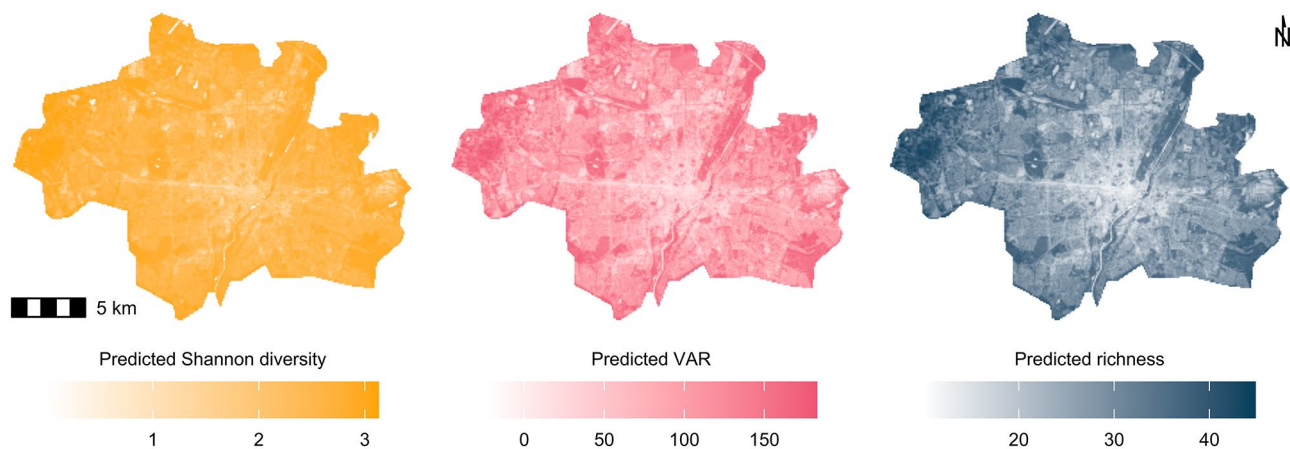 N
5 km
Predicted Shannon diversity
Predicted VAR
Predicted richness
1 2 3
0 50 100 150
20 30 40